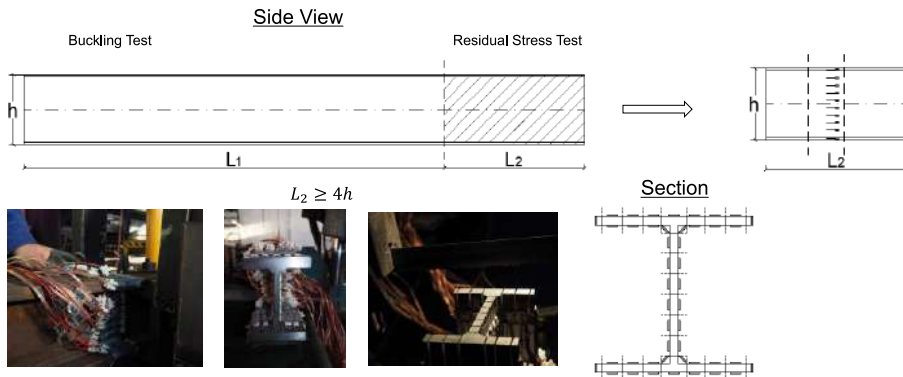 Side View
Buckling Test
Residual Stress Test
h
h
L1
L2
L2
L2 ≥ 4h
Section